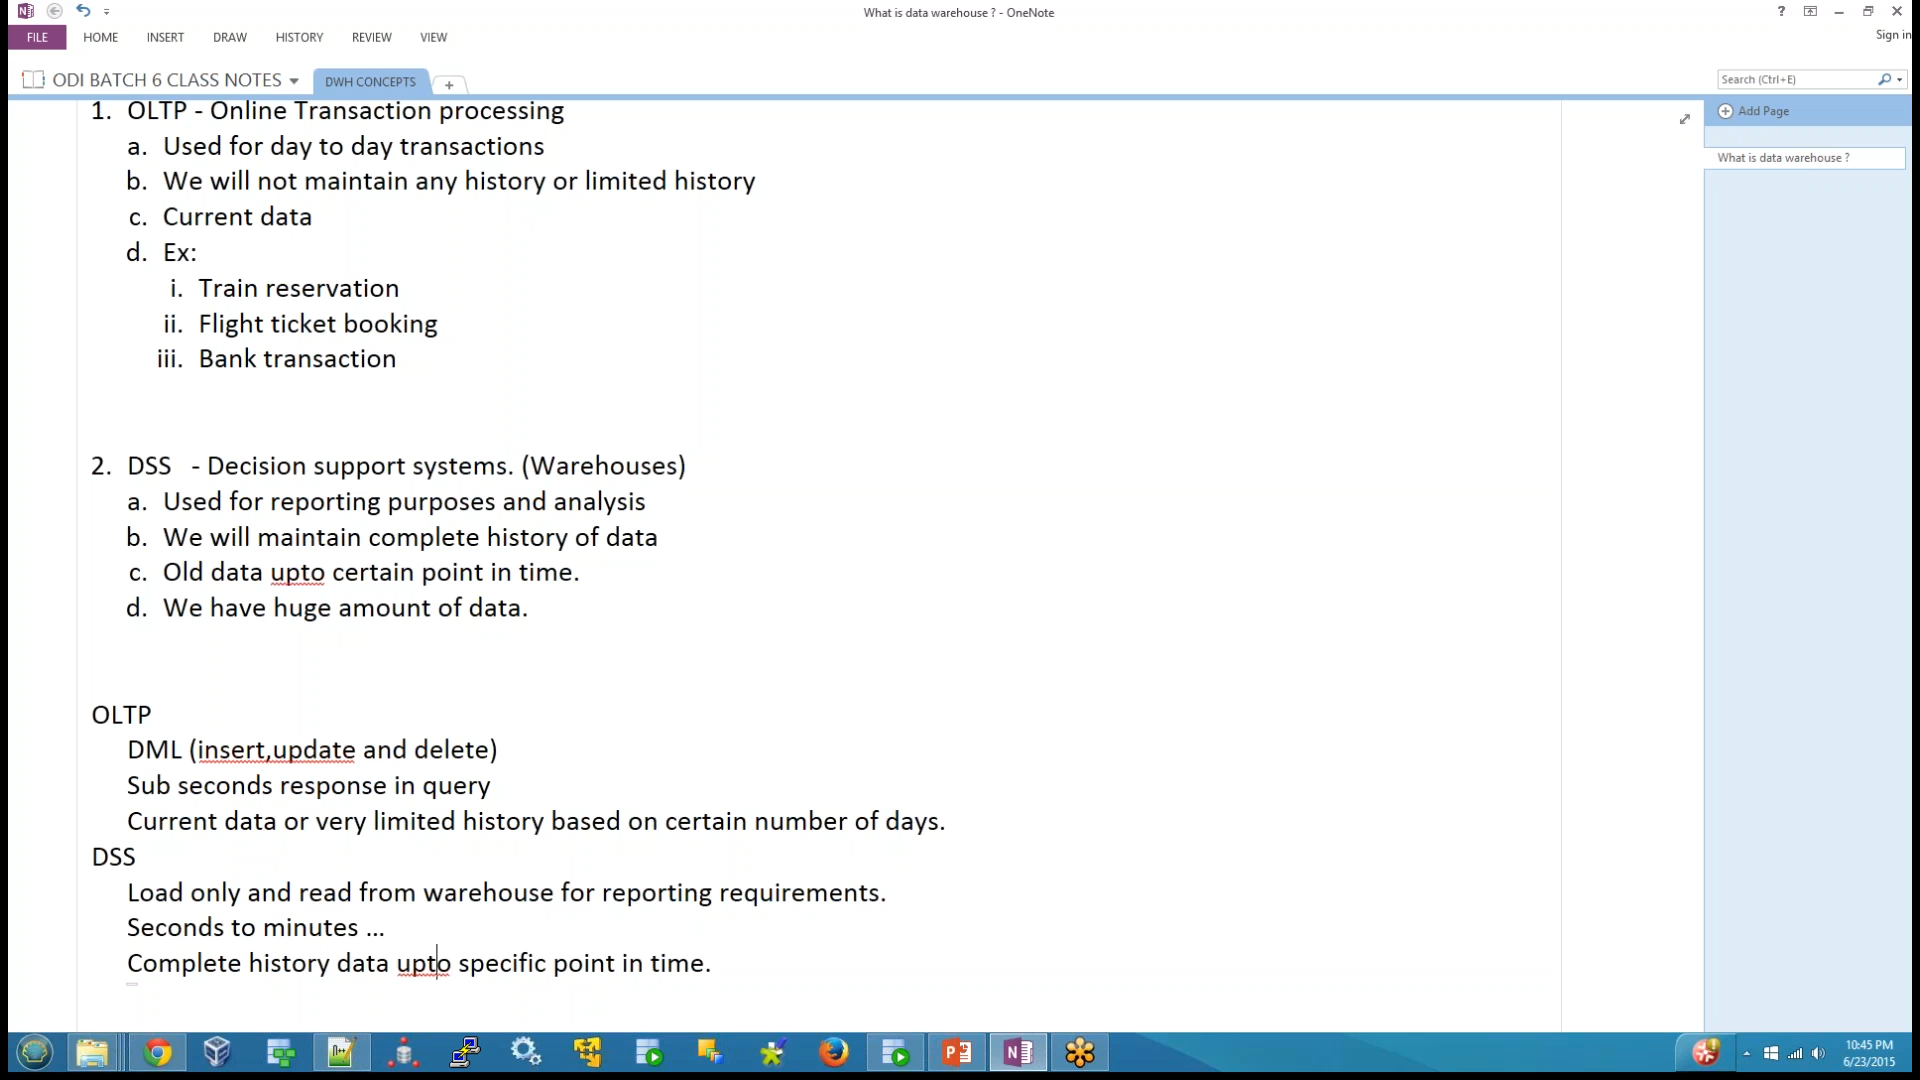 What is data warehouse ? - OneNote
?
FILE HOME INSERT DRAW HISTORY REVIEW VIEW
Sign in
ODI BATCH 6 CLASS NOTES
DWH CONCEPTS
+
Search (Ctrl+E)
Add Page
What is data warehouse ?
1. OLTP - Online Transaction processing
a. Used for day to day transactions
b. We will not maintain any history or limited history
c. Current data
d. Ex:
i. Train reservation
ii. Flight ticket booking
iii. Bank transaction
2. DSS - Decision support systems. (Warehouses)
a. Used for reporting purposes and analysis
b. We will maintain complete history of data
c. Old data upto certain point in time.
d. We have huge amount of data.
OLTP
DML (insert,update and delete)
Sub seconds response in query
Current data or very limited history based on certain number of days.
DSS
Load only and read from warehouse for reporting requirements.
Seconds to minutes ...
Complete history data upto specific point in time.
10:45 PM
6/23/2015